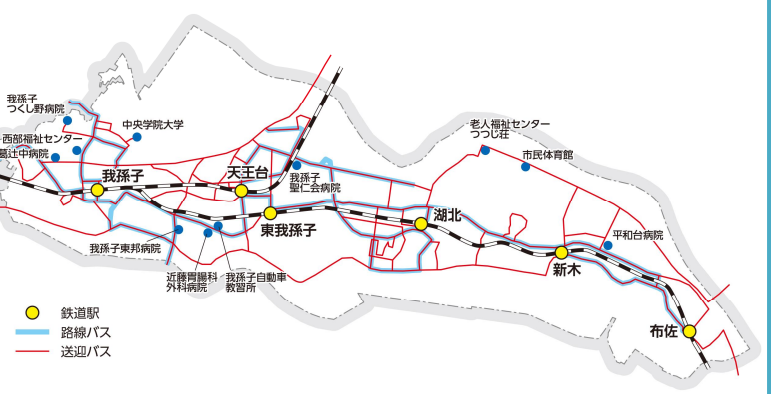 我孫子
つくし野病院
中央学院大学
西部福祉センター
葛辻中病院
我孫子
天王台
我孫子
聖仁会病院
老人福祉センター
つつじ荘
市民体育館
湖北
東我孫子
平和台病院
我孫子東邦病院
近藤胃腸科
外科病院
我孫子自動車
教習所
新木
布佐
鉄道駅
路線バス
送迎バス